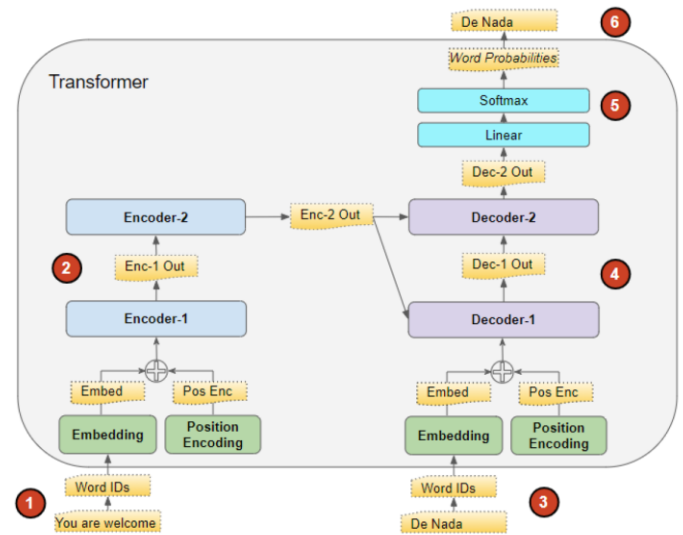 De Nada
6
Word Probabilities
Transformer
Softmax
5
Linear
Dec-2 Out
Encoder-2
Enc-2 Out
Decoder-2
2
Enc-1 Out
Dec-1 Out
4
Encoder-1
Decoder-1
Embed
Pos Enc
Embed
Pos Enc
Embedding
Position
Encoding
Embedding
Position
Encoding
1
Word IDs
Word IDs
3
You are welcome
De Nada